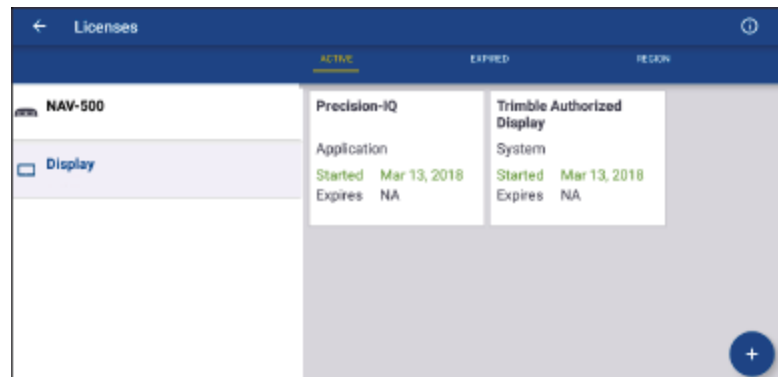 Licenses
ACTIVE EXPIRED REGION
NAV-500
Display
Precision-IQ
Application
Started Mar 13, 2018
Expires NA
Trimble Authorized
Display
System
Started Mar 13, 2018
Expires NA